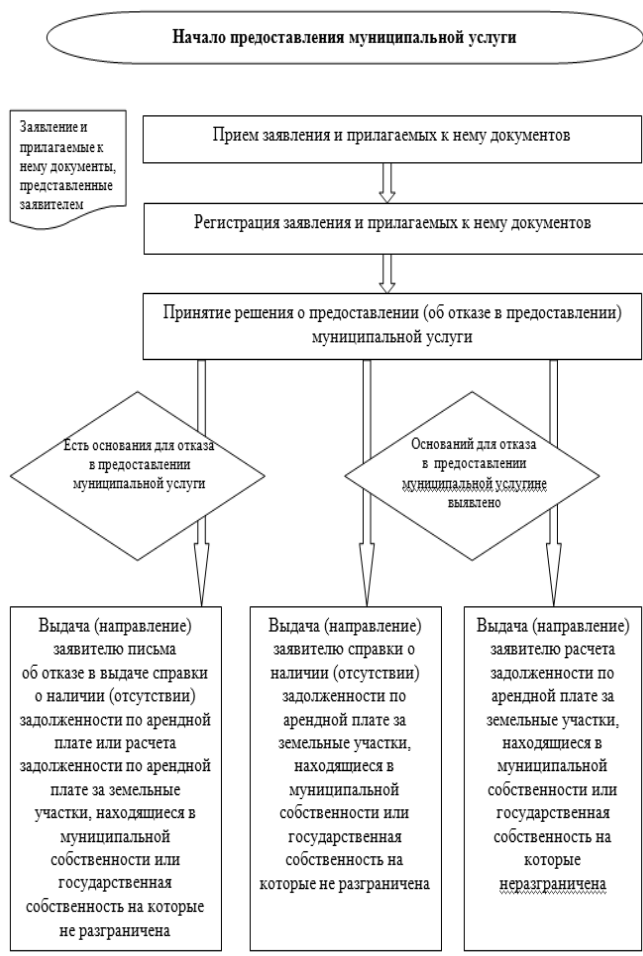 Начало предоставления муниципальной услуги
Заявление и
прилагаемые к
нему документы,
представленные
заявителем
Прием заявления и прилагаемых к нему документов
Регистрация заявления и прилагаемых к нему документов
Принятие решения о предоставлении (об отказе в предоставлении)
муниципальной услуги
Есть основания для отказа
в предоставлении
муниципальной услуги
Оснований для отказа
в предоставлении
муниципальной услугине
выявлено
Выдача (направление)
заявителю письма
об отказе в выдаче справки
о наличии (отсутствии)
задолженности по арендной
плате или расчета
задолженности по арендной
плате за земельные
участки, находящиеся в
муниципальной
собственности или
государственная
собственность на которые
не разграничена
Выдача (направление)
заявителю справки о
наличии (отсутствии)
задолженности по
арендной плате за
земельные участки,
находящиеся в
муниципальной
собственности или
государственная
собственность на
которые не разграничена
Выдача (направление)
заявителю расчета
задолженности по
арендной плате за
земельные участки,
находящиеся в
муниципальной
собственности или
государственная
собственность на
которые
неразграничена